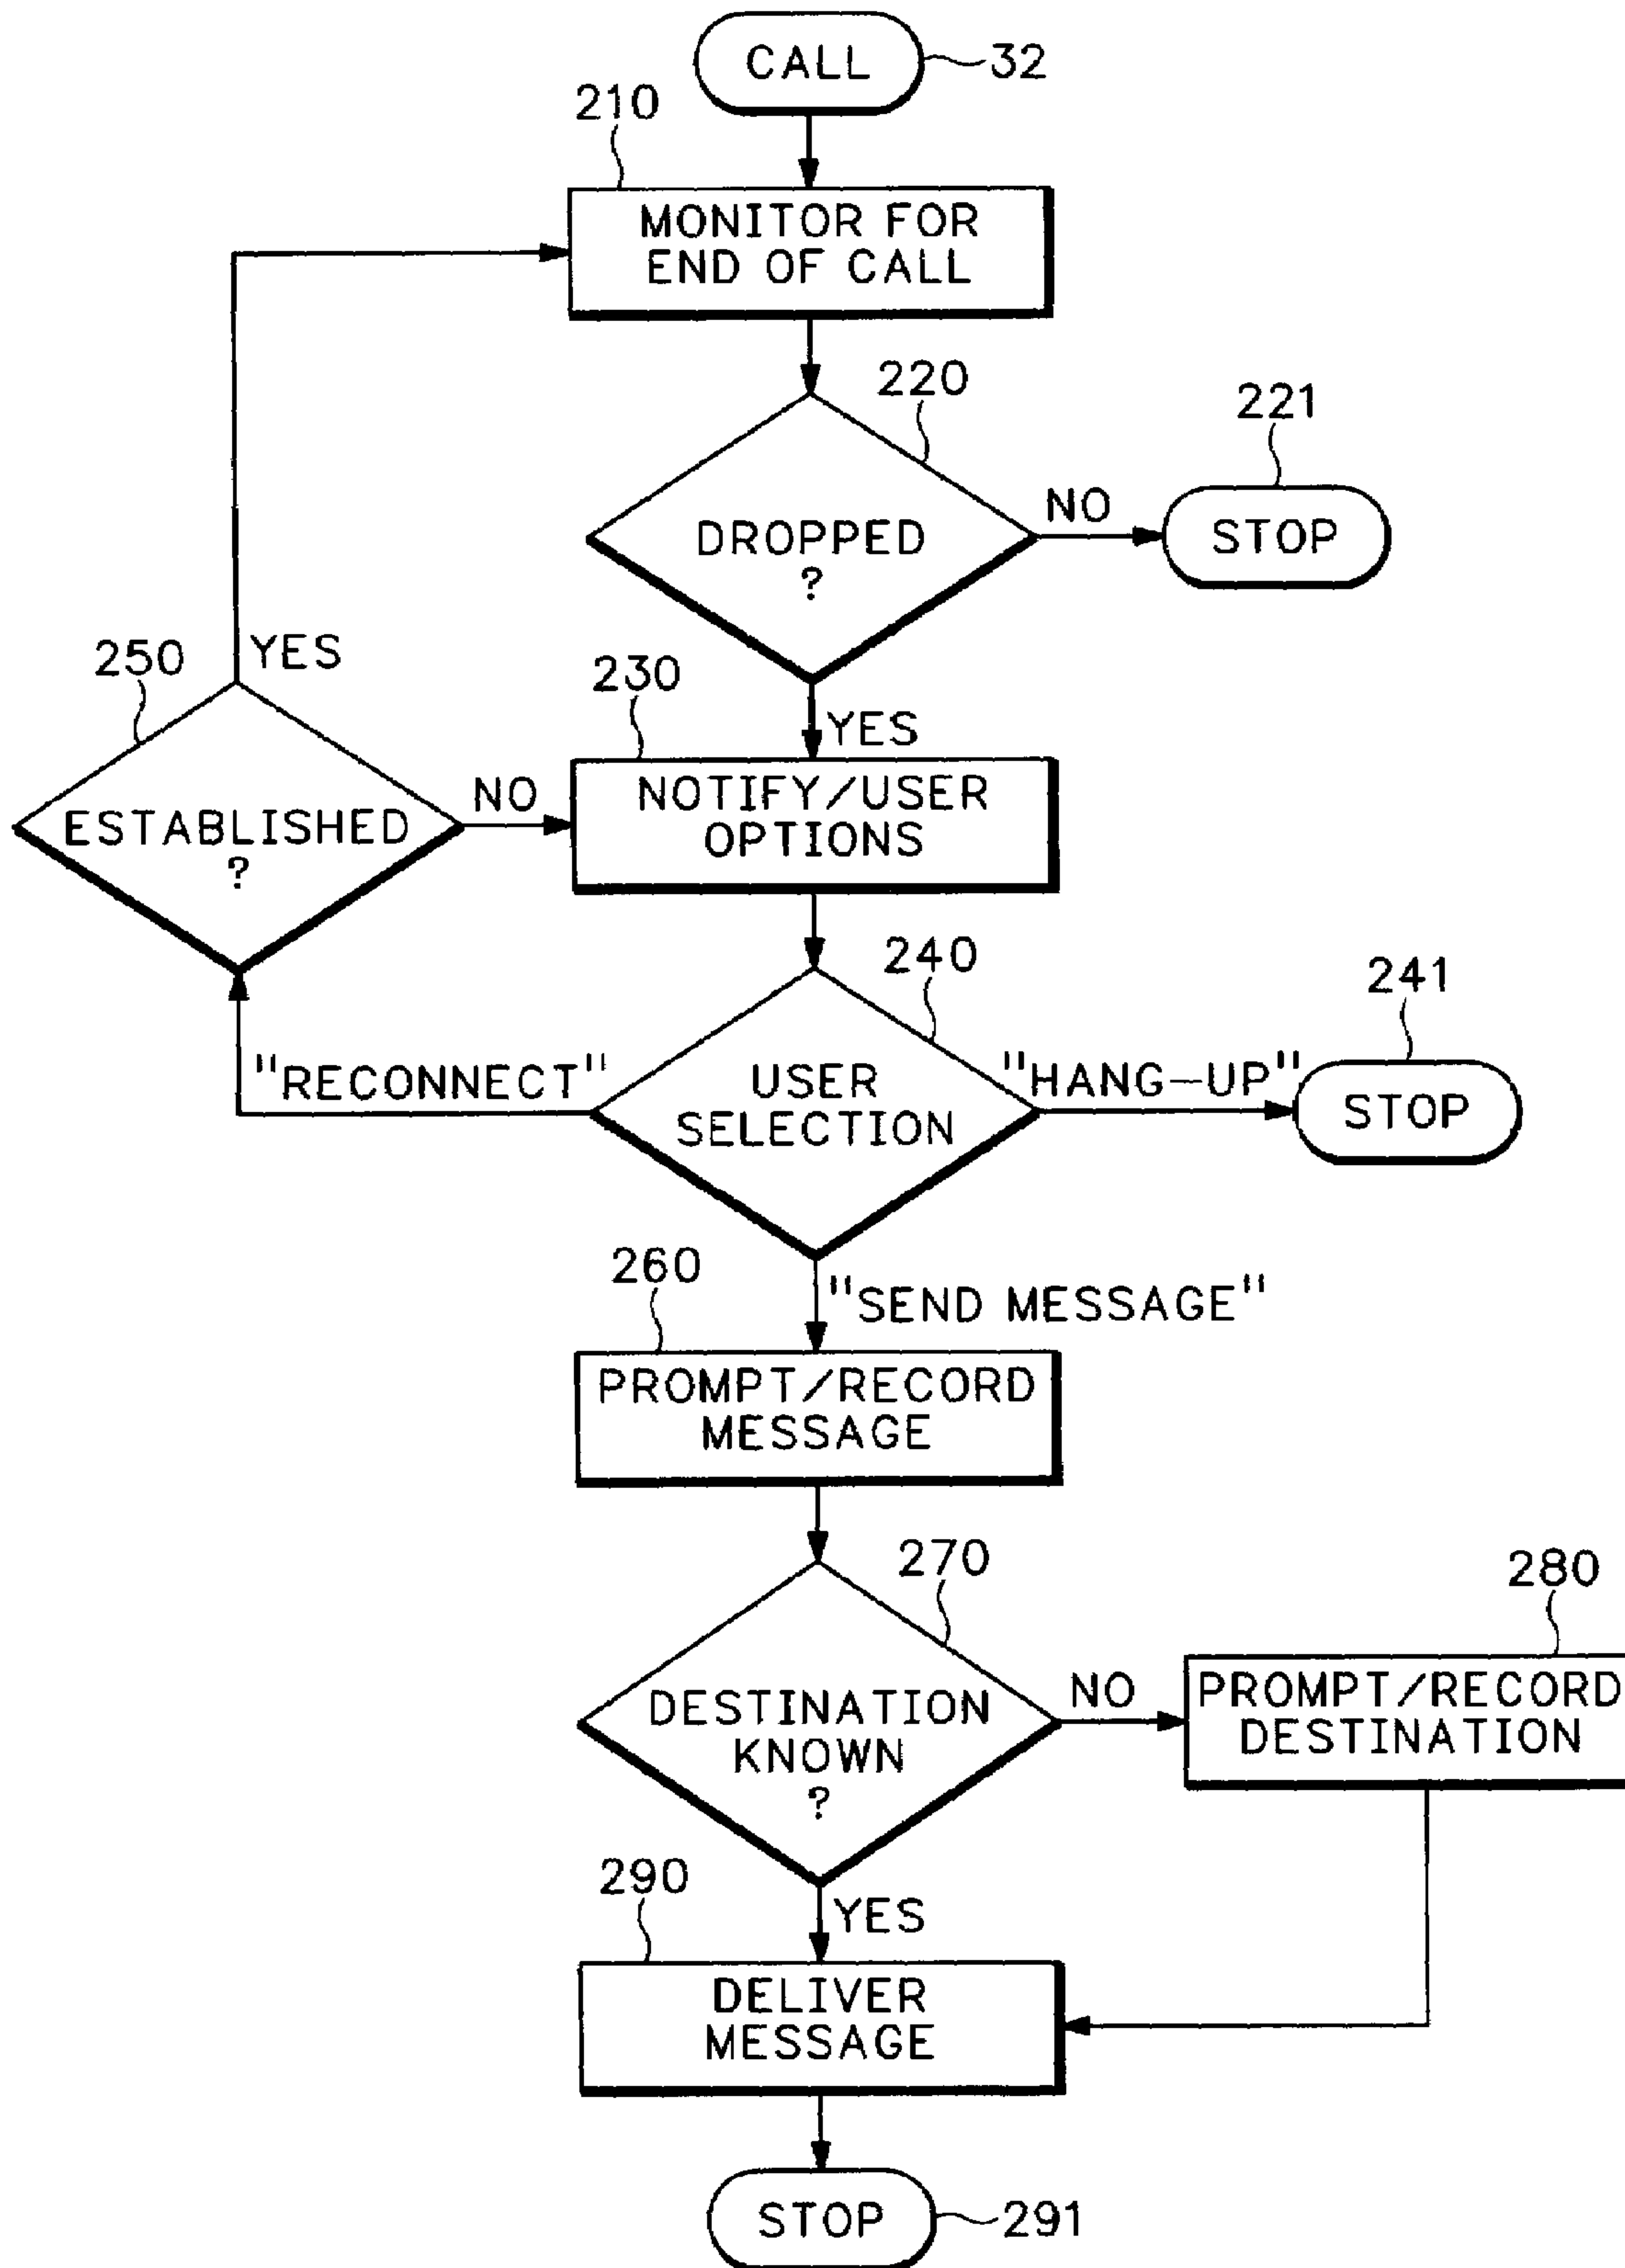 CALL
32
210
MONITOR FOR
END OF CALL
220
221
DROPPED
?
NO
STOP
250
YES
230
YES
ESTABLISHED
?
NO
NOTIFY/USER
OPTIONS
240
241
"RECONNECT"
USER
SELECTION
"HANG-UP"
STOP
260
"SEND MESSAGE"
PROMPT/RECORD
MESSAGE
270
280
DESTINATION
KNOWN
?
NO
PROMPT/RECORD
DESTINATION
290
YES
DELIVER
MESSAGE
STOP
291